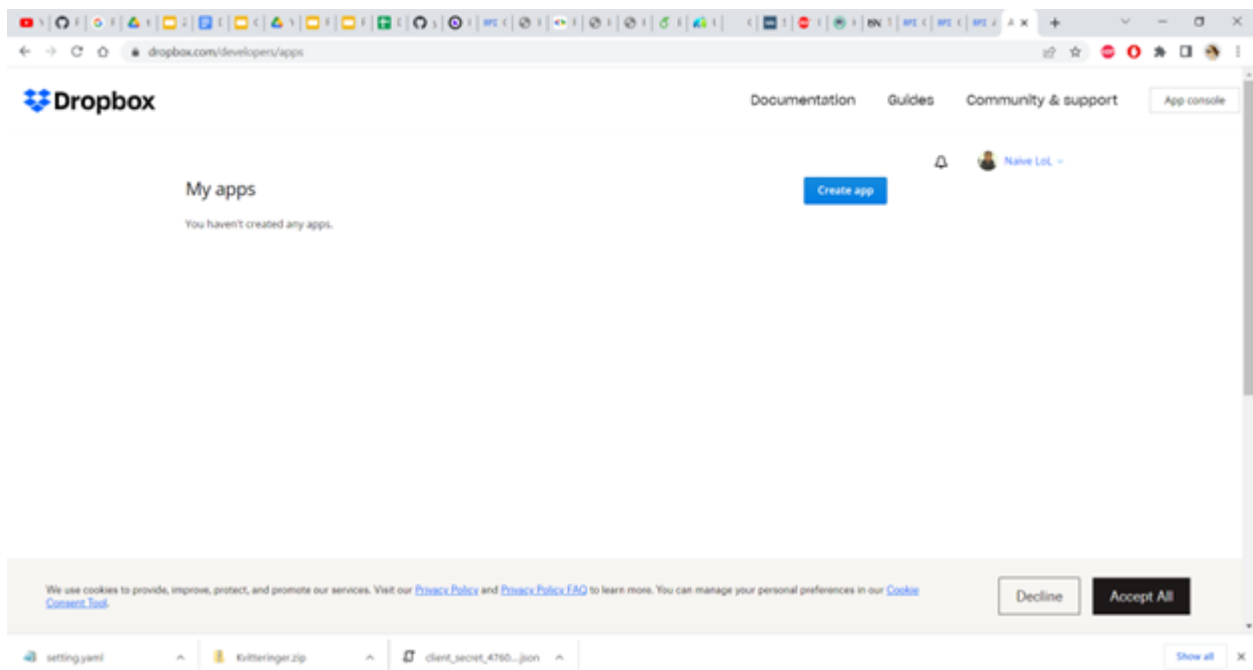 dropbox.com/developers/apps
Dropbox
Documentation Guides Community & support App console
Naive LoL
My apps Create app
You haven't created any apps.
We use cookies to provide, improve, protect, and promote our services. Visit our Privacy Policy and Privacy Policy FAQ to learn more. You can manage your personal preferences in our Cookie
Consent Tool.
Decline Accept All
setting.yaml Kvitteringer.zip client_secret_4760....json Show all